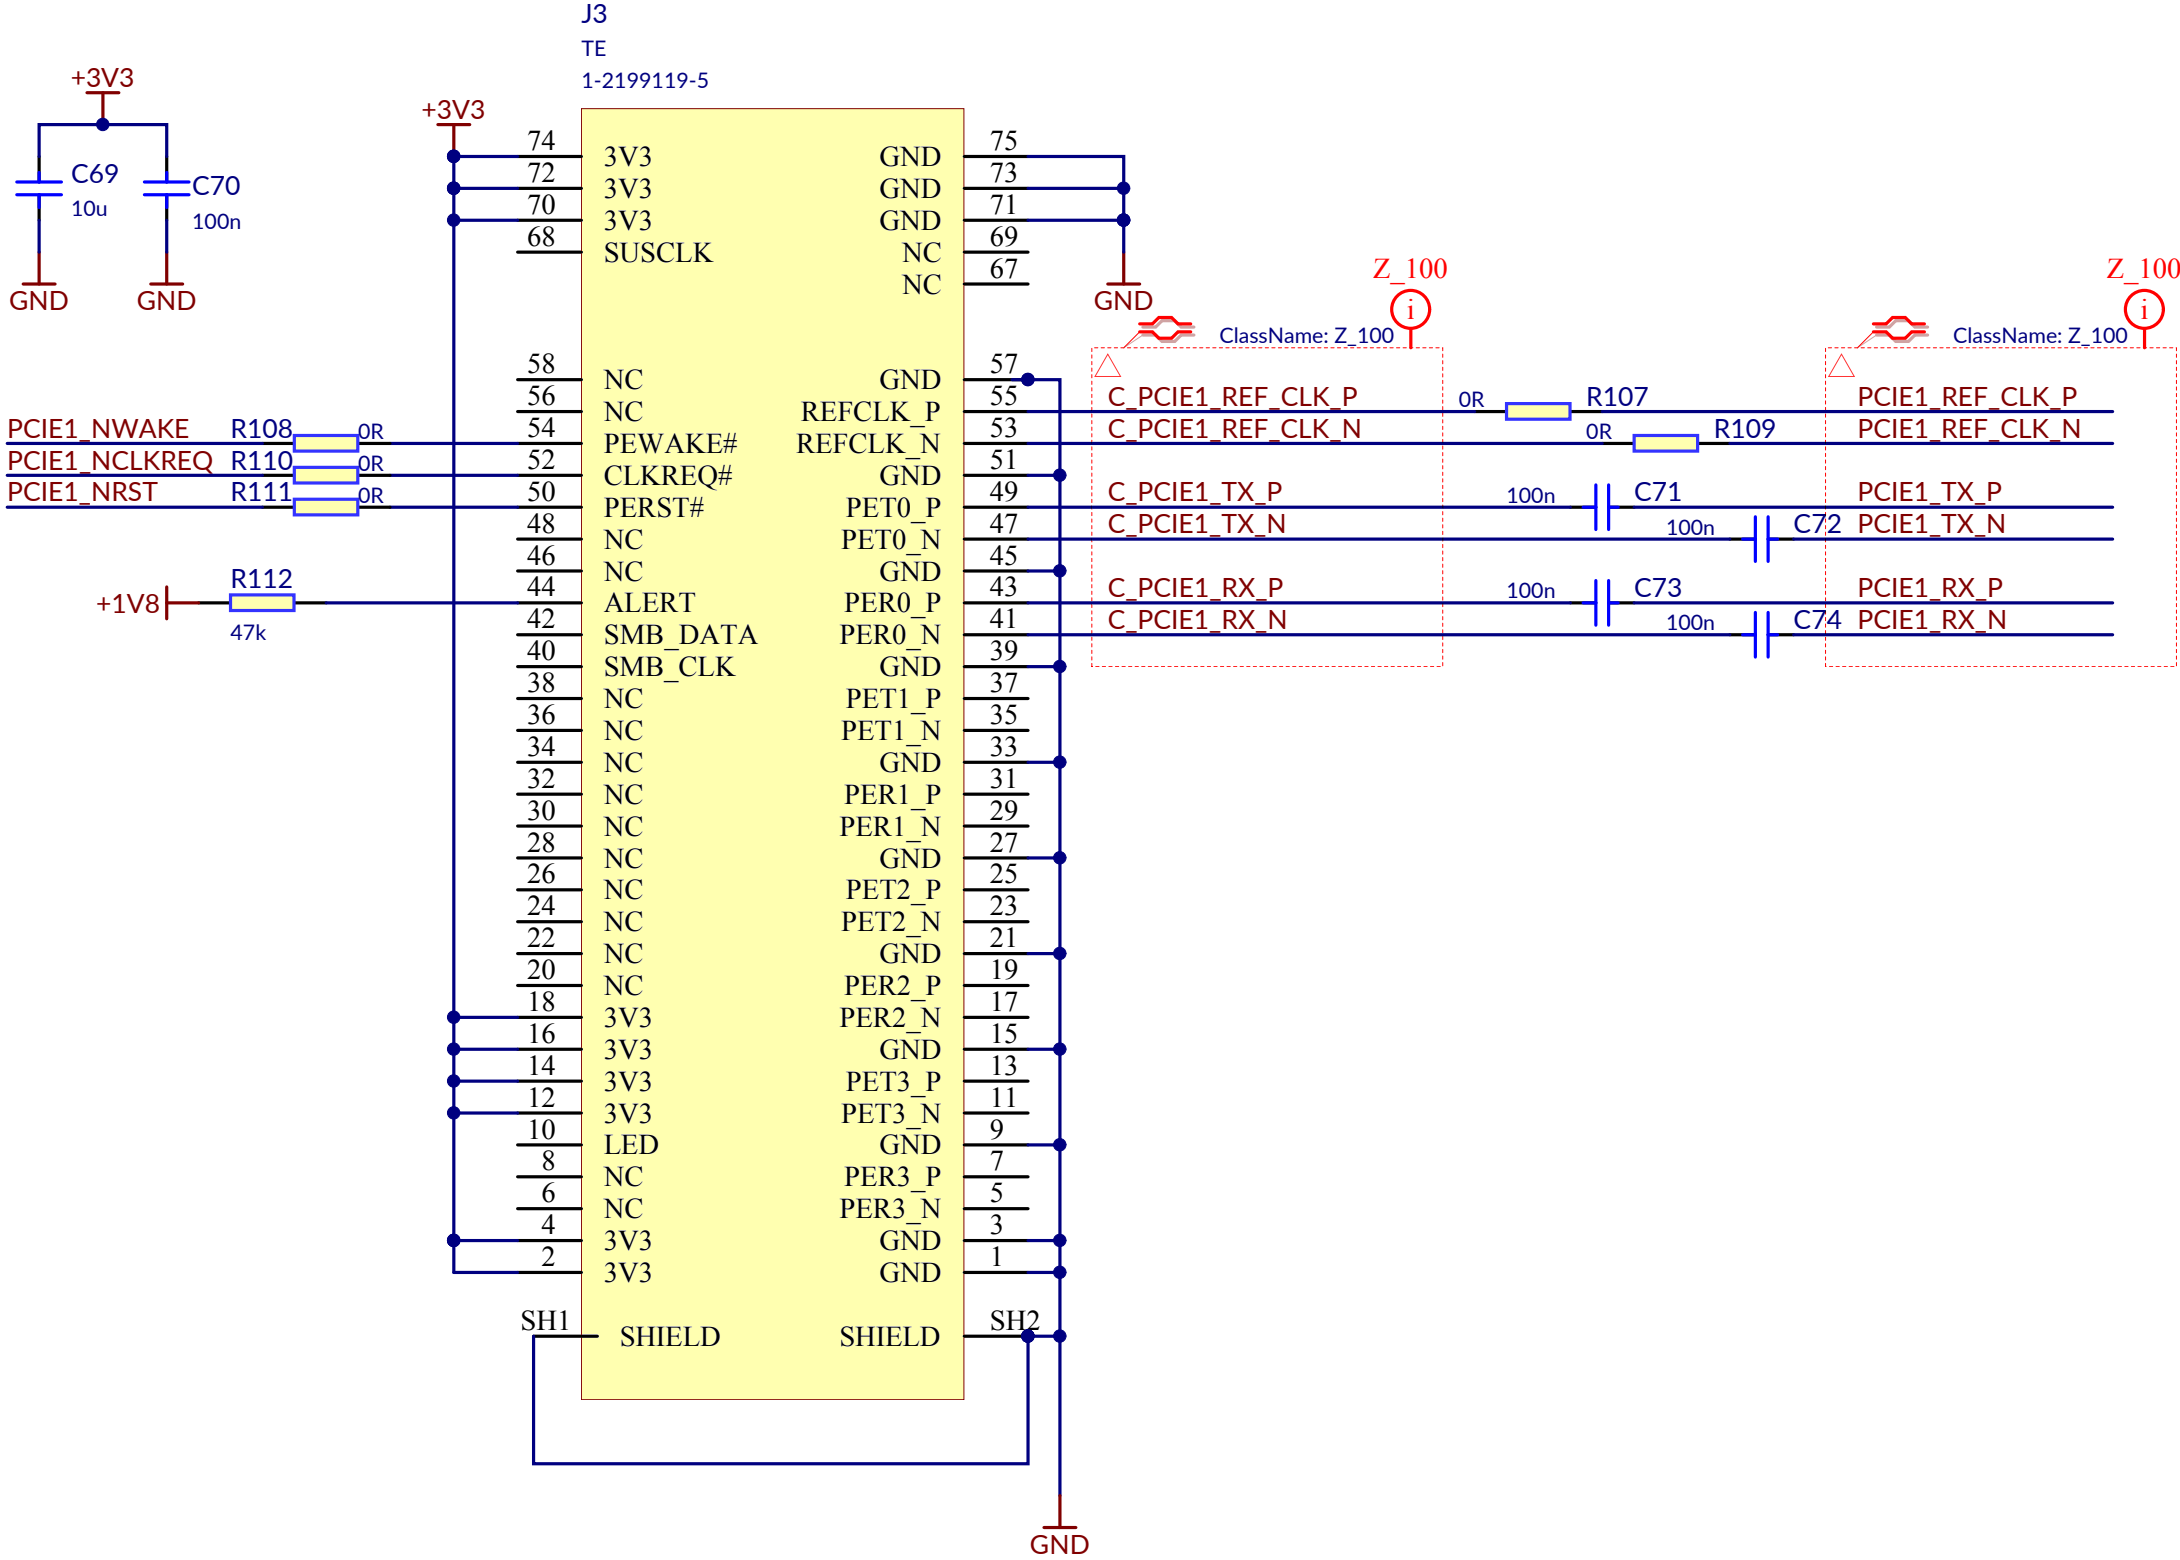 J3
TE
1-2199119-5
+3V3
C69
10u
C70
100n
GND
GND
+3V3
74 3V3 GND 75
72 3V3 GND 73
70 3V3 GND 71
68 SUSCLK NC 69
NC 67
GND
Z_100
i
ClassName: Z_100
Z_100
i
ClassName: Z_100
58 NC GND 57
56 NC REFCLK_P 55 C_PCIE1_REF_CLK_P 0R R107 PCIE1_REF_CLK_P
PCIE1_NWAKE R108 0R 54 PEWAKE# REFCLK_N 53 C_PCIE1_REF_CLK_N 0R R109 PCIE1_REF_CLK_N
PCIE1_NCLKREQ R110 0R 52 CLKREQ# GND 51
PCIE1_NRST R111 0R 50 PERST# PET0_P 49 C_PCIE1_TX_P 100n C71 PCIE1_TX_P
48 NC PET0_N 47 C_PCIE1_TX_N 100n C72 PCIE1_TX_N
46 NC GND 45
+1V8 R112 47k 44 ALERT PER0_P 43 C_PCIE1_RX_P 100n C73 PCIE1_RX_P
42 SMB_DATA PER0_N 41 C_PCIE1_RX_N 100n C74 PCIE1_RX_N
40 SMB_CLK GND 39
38 NC PET1_P 37
36 NC PET1_N 35
34 NC GND 33
32 NC PER1_P 31
30 NC PER1_N 29
28 NC GND 27
26 NC PET2_P 25
24 NC PET2_N 23
22 NC GND 21
20 NC PER2_P 19
18 3V3 PER2_N 17
16 3V3 GND 15
14 3V3 PET3_P 13
12 3V3 PET3_N 11
10 LED GND 9
8 NC PER3_P 7
6 NC PER3_N 5
4 3V3 GND 3
2 3V3 GND 1
SH1 SHIELD SHIELD SH2
GND